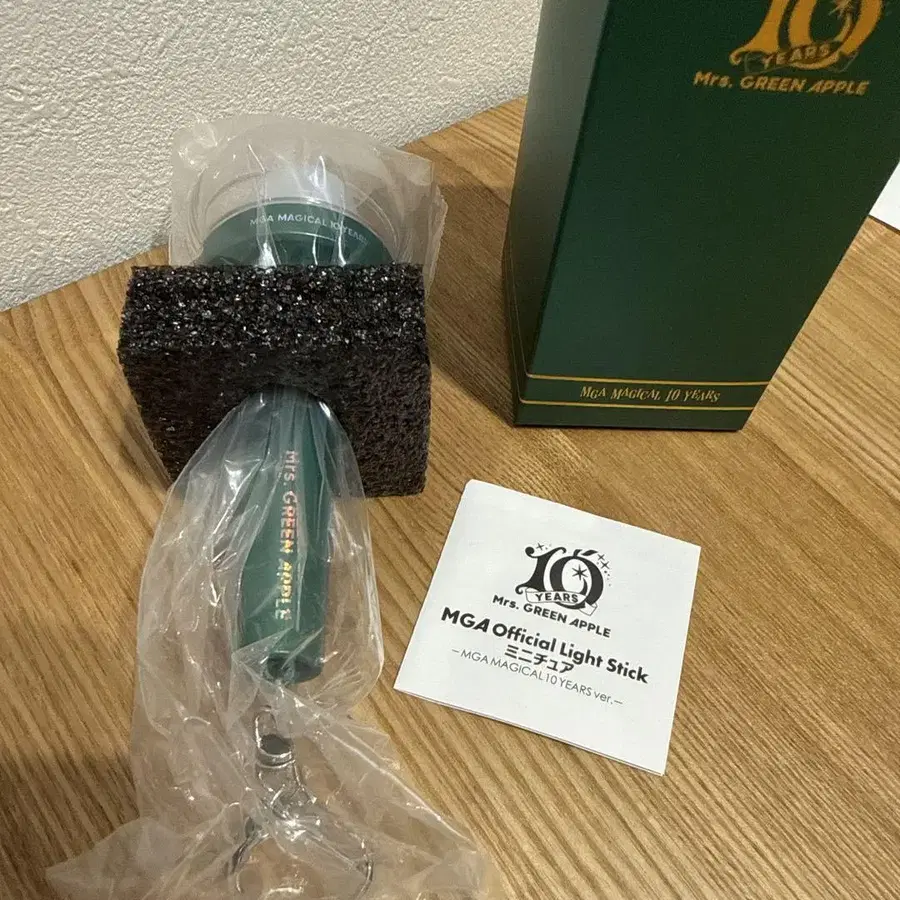 10
YEARS
Mrs. GREEN APPLE
MGA MAGICAL 10 YEARS
MGA MAGICAL 10 YEARS
Mrs. GREEN APPLE
10
YEARS
Mrs. GREEN APPLE
MGA Official Light Stick
ミニチュア
－MGA MAGICAL 10 YEARS ver.－